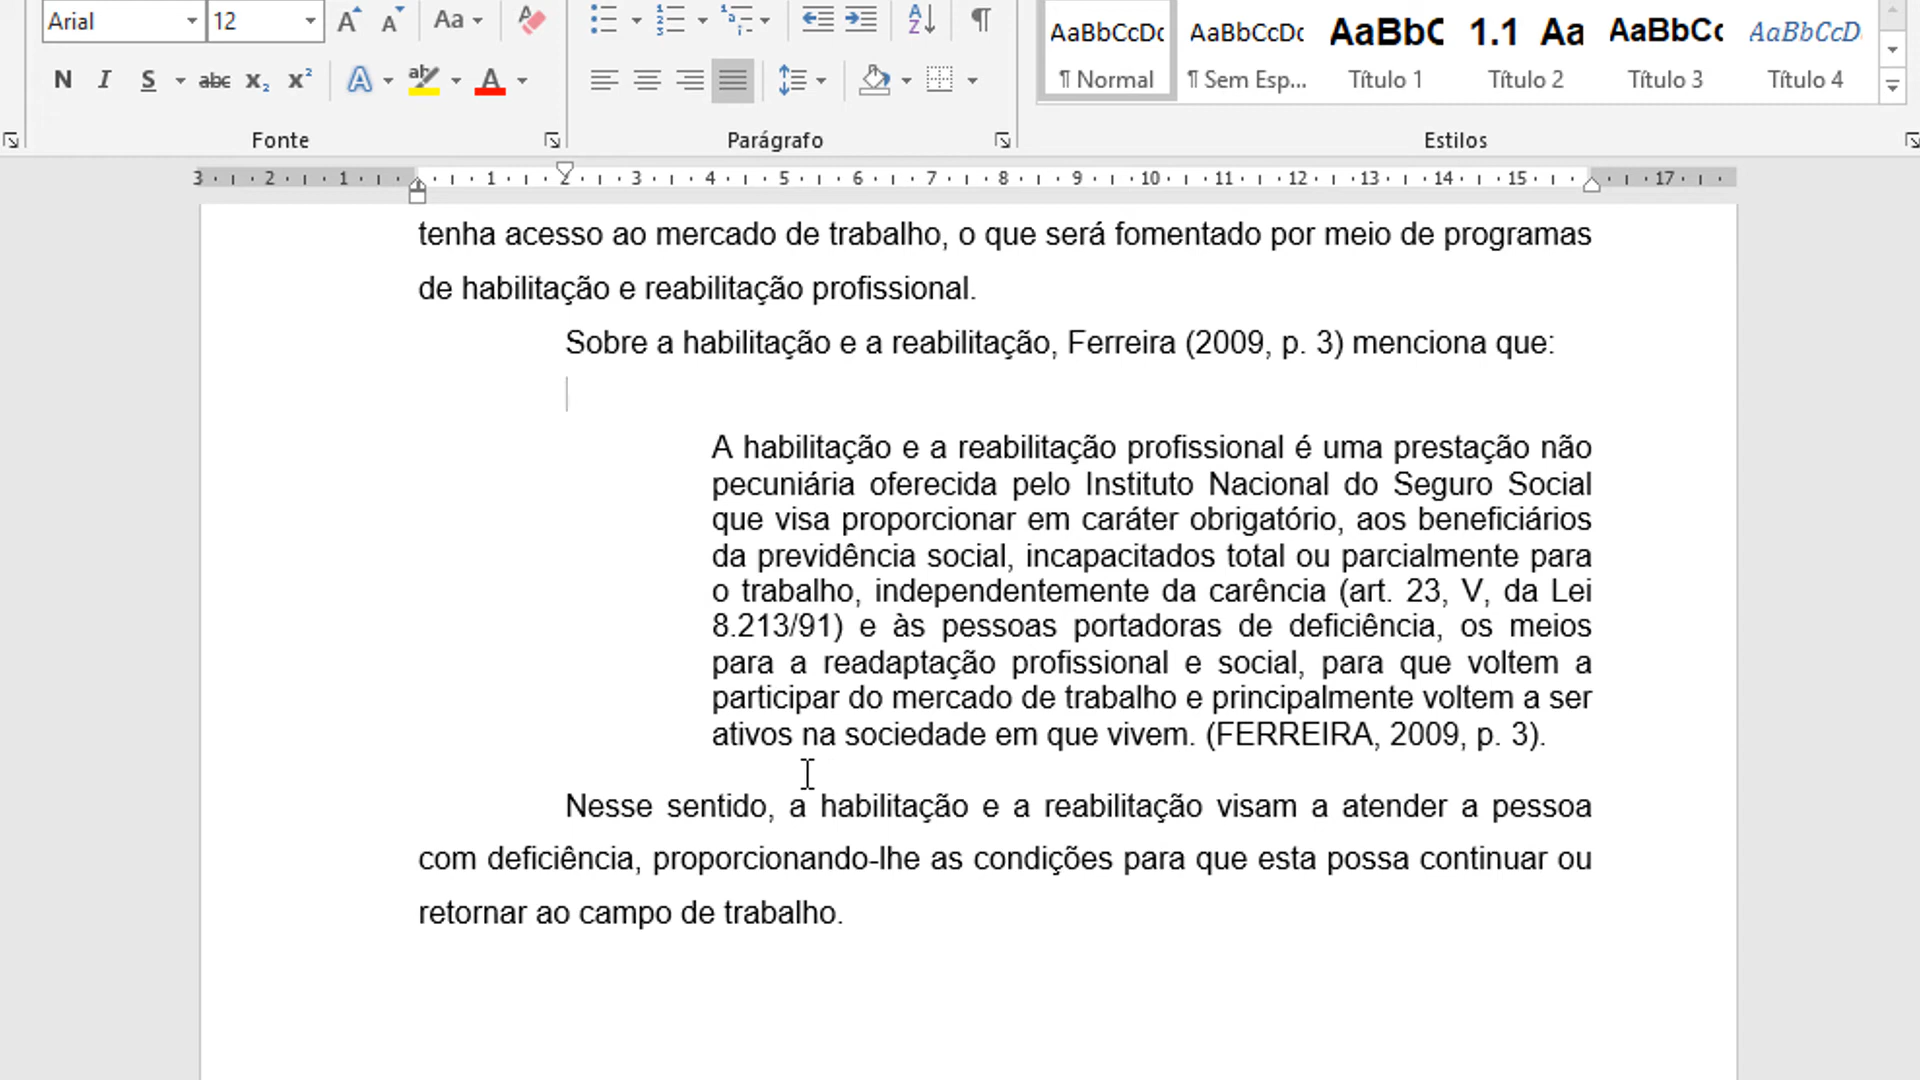 Arial 12 Aa
N I S abc x₂ x² A ab A
AaBbCcDc AaBbCcDc AaBbC 1.1 Aa AaBbCc AaBbCcD
¶ Normal ¶ Sem Esp... Título 1 Título 2 Título 3 Título 4
Fonte Parágrafo Estilos
3 2 1 1 2 3 4 5 6 7 8 9 10 11 12 13 14 15 17
tenha acesso ao mercado de trabalho, o que será fomentado por meio de programas
de habilitação e reabilitação profissional.
Sobre a habilitação e a reabilitação, Ferreira (2009, p. 3) menciona que:
A habilitação e a reabilitação profissional é uma prestação não
pecuniária oferecida pelo Instituto Nacional do Seguro Social
que visa proporcionar em caráter obrigatório, aos beneficiários
da previdência social, incapacitados total ou parcialmente para
o trabalho, independentemente da carência (art. 23, V, da Lei
8.213/91) e às pessoas portadoras de deficiência, os meios
para a readaptação profissional e social, para que voltem a
participar do mercado de trabalho e principalmente voltem a ser
ativos na sociedade em que vivem. (FERREIRA, 2009, p. 3).
Nesse sentido, a habilitação e a reabilitação visam a atender a pessoa
com deficiência, proporcionando-lhe as condições para que esta possa continuar ou
retornar ao campo de trabalho.